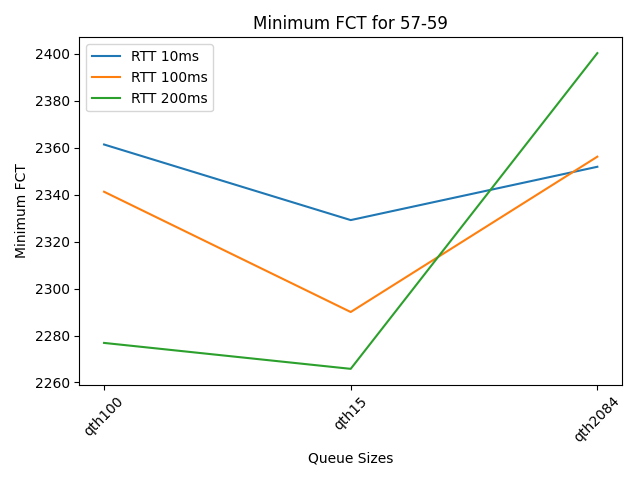 Minimum FCT for 57-59
RTT 10ms
RTT 100ms
RTT 200ms
2400
2380
2360
2340
2320
2300
2280
2260
Minimum FCT
qth100
qth15
qth2084
Queue Sizes